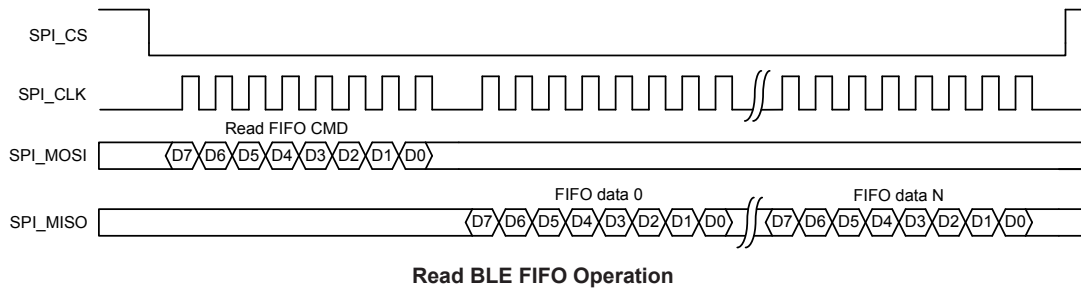 SPI_CS
SPI_CLK
Read FIFO CMD
SPI_MOSI D7 D6 D5 D4 D3 D2 D1 D0
FIFO data 0 FIFO data N
SPI_MISO D7 D6 D5 D4 D3 D2 D1 D0 D7 D6 D5 D4 D3 D2 D1 D0
Read BLE FIFO Operation